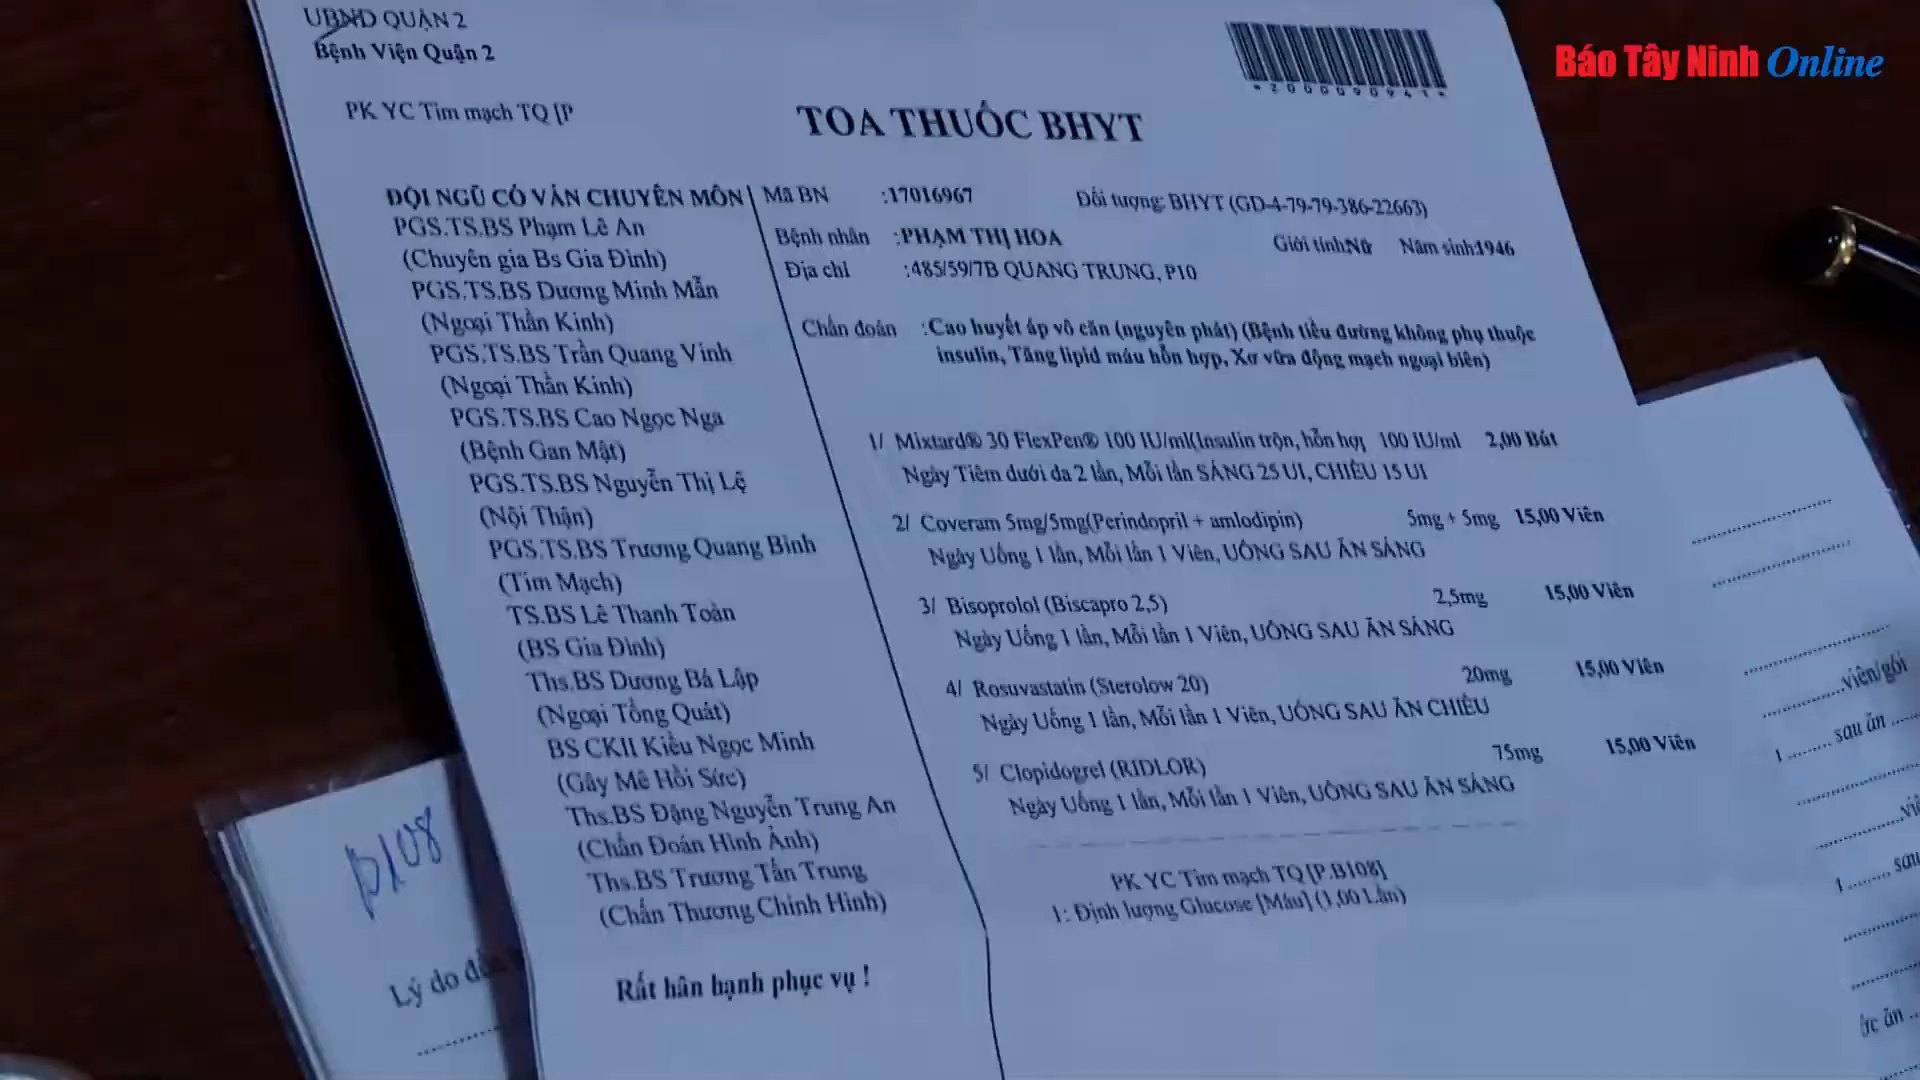 UBND QUẬN 2
Bệnh Viện Quận 2
PK YC Tim mạch TQ [P
*2000090941*
Báo Tây Ninh Online
TOA THUỐC BHYT
ĐỘI NGŨ CỐ VẤN CHUYÊN MÔN
PGS.TS.BS Phạm Lê An
(Chuyên gia Bs Gia Đình)
PGS.TS.BS Dương Minh Mẫn
(Ngoại Thần Kinh)
PGS.TS.BS Trần Quang Vinh
(Ngoại Thần Kinh)
PGS.TS.BS Cao Ngọc Nga
(Bệnh Gan Mật)
PGS.TS.BS Nguyễn Thị Lệ
(Nội Thận)
PGS.TS.BS Trương Quang Bình
(Tim Mạch)
TS.BS Lê Thanh Toàn
(BS Gia Đình)
Ths.BS Dương Bá Lập
(Ngoại Tổng Quát)
BS CKII Kiều Ngọc Minh
(Gây Mê Hồi Sức)
Ths.BS Đặng Nguyễn Trung An
(Chẩn Đoán Hình Ảnh)
Ths.BS Trương Tấn Trung
(Chấn Thương Chỉnh Hình)
Rất hân hạnh phục vụ !
Mã BN :17016967 Đối tượng: BHYT (GD-4-79-79-386-22663)
Bệnh nhân :PHẠM THỊ HOA Giới tính:Nữ Năm sinh:1946
Địa chỉ :485/59/7B QUANG TRUNG, P10
Chẩn đoán :Cao huyết áp vô căn (nguyên phát) (Bệnh tiểu đường không phụ thuộc
insulin, Tăng lipid máu hỗn hợp, Xơ vữa động mạch ngoại biên)
1/ Mixtard® 30 FlexPen® 100 IU/ml(Insulin trộn, hỗn hợp 100 IU/ml 2,00 Bút
Ngày Tiêm dưới da 2 lần, Mỗi lần SÁNG 25 UI, CHIỀU 15 UI
2/ Coveram 5mg/5mg(Perindopril + amlodipin) 5mg + 5mg 15,00 Viên
Ngày Uống 1 lần, Mỗi lần 1 Viên, UỐNG SAU ĂN SÁNG
3/ Bisoprolol (Biscapro 2,5) 2,5mg 15,00 Viên
Ngày Uống 1 lần, Mỗi lần 1 Viên, UỐNG SAU ĂN SÁNG
4/ Rosuvastatin (Sterolow 20) 20mg 15,00 Viên
Ngày Uống 1 lần, Mỗi lần 1 Viên, UỐNG SAU ĂN CHIỀU
5/ Clopidogrel (RIDLOR) 75mg 15,00 Viên
Ngày Uống 1 lần, Mỗi lần 1 Viên, UỐNG SAU ĂN SÁNG
PK YC Tim mạch TQ [P.B108]
1: Định lượng Glucose [Máu] (1,00 Lần)
B108
Lý do đến
viên/gói
sau ăn